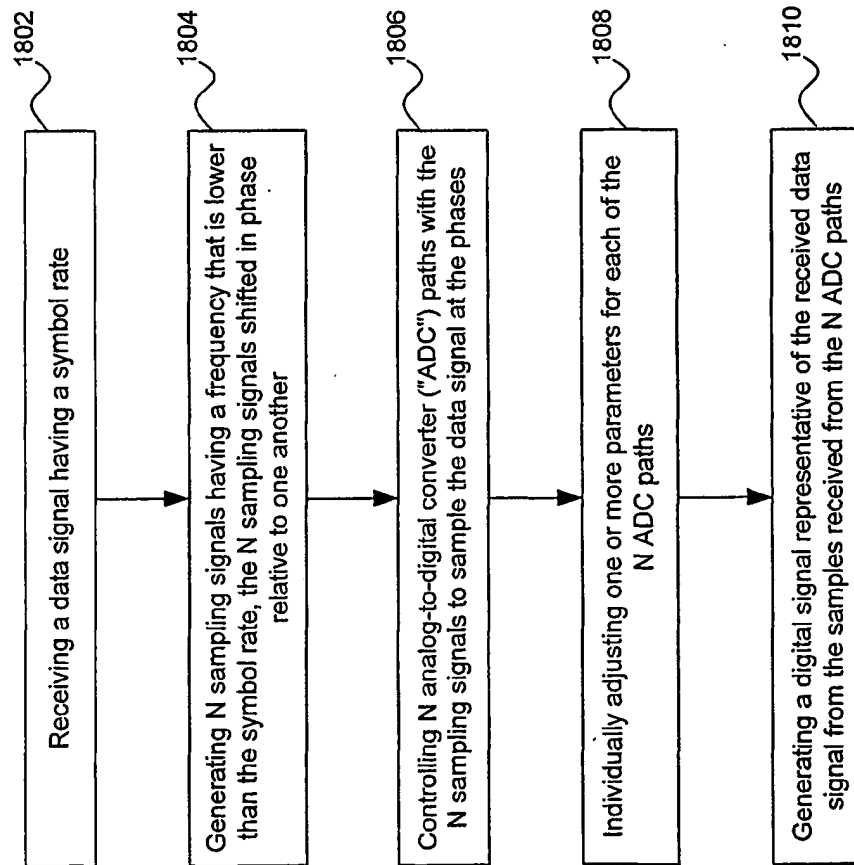 Receiving a data signal having a symbol rate
1802
Generating N sampling signals having a frequency that is lower
than the symbol rate, the N sampling signals shifted in phase
relative to one another
1804
Controlling N analog-to-digital converter ("ADC") paths with the
N sampling signals to sample the data signal at the phases
1806
Individually adjusting one or more parameters for each of the
N ADC paths
1808
Generating a digital signal representative of the received data
signal from the samples received from the N ADC paths
1810